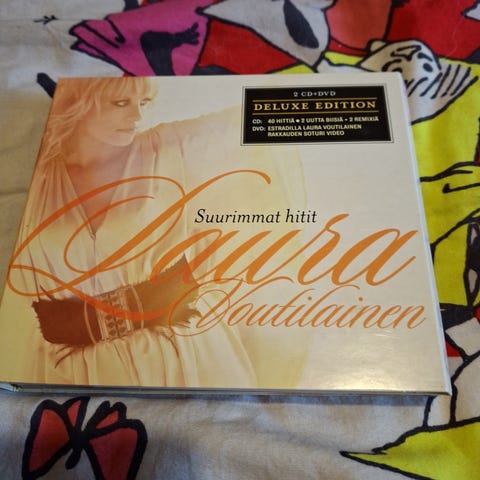 2 CD+DVD
DELUXE EDITION
CD: 40 HITTIÄ • 2 UUTTA BIISIÄ • 2 REMIXIÄ
DVD: ESTRADILLA LAURA VOUTILAINEN
RAKKAUDEN SOTURI VIDEO
Suurimmat hitit
Laura
Voutilainen